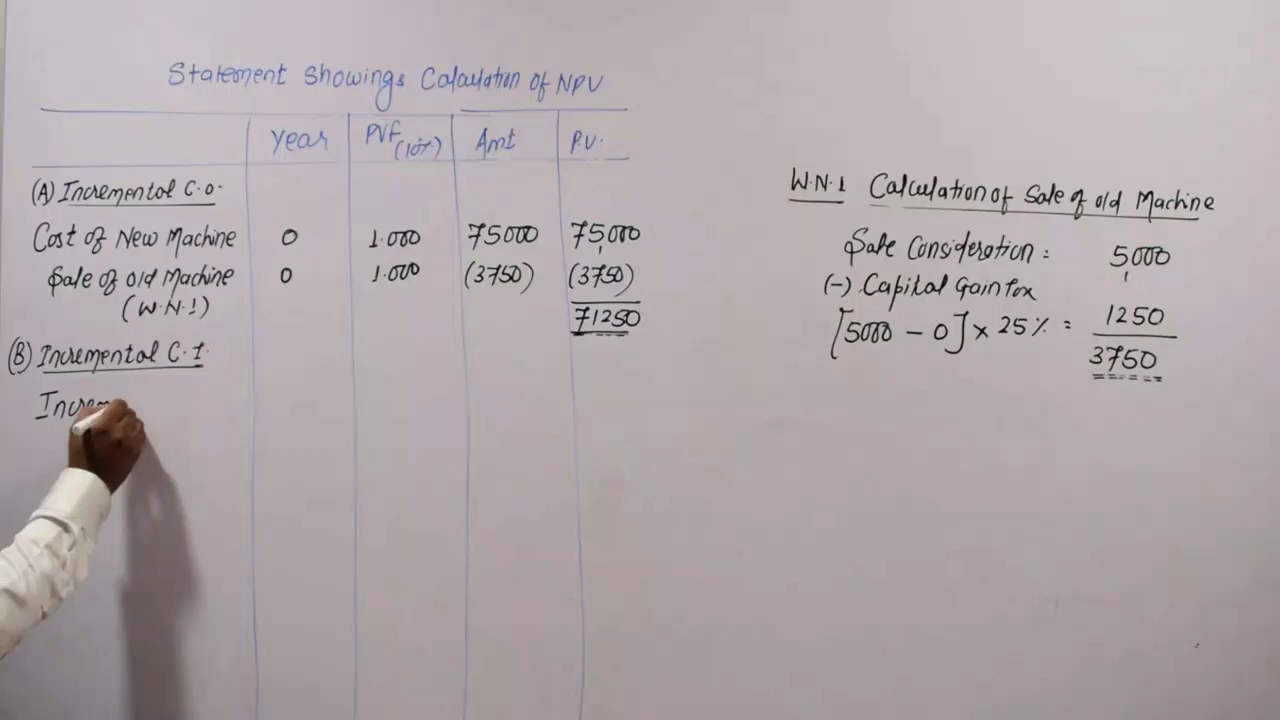 Statement Showings Calculation of NPV
Year PVF (10%) Amt P.V.
(A) Incremental C.O.
Cost of New Machine 0 1.000 75000 75000
Sale of old Machine 0 1.000 (3750) (3750)
(W.N.1)
71250
(B) Incremental C.I.
W.N.1 Calculation of Sale of old Machine
Sale Consideration : 5000
(-) Capital Gain tax
[5000 - 0] × 25% = 1250
3750